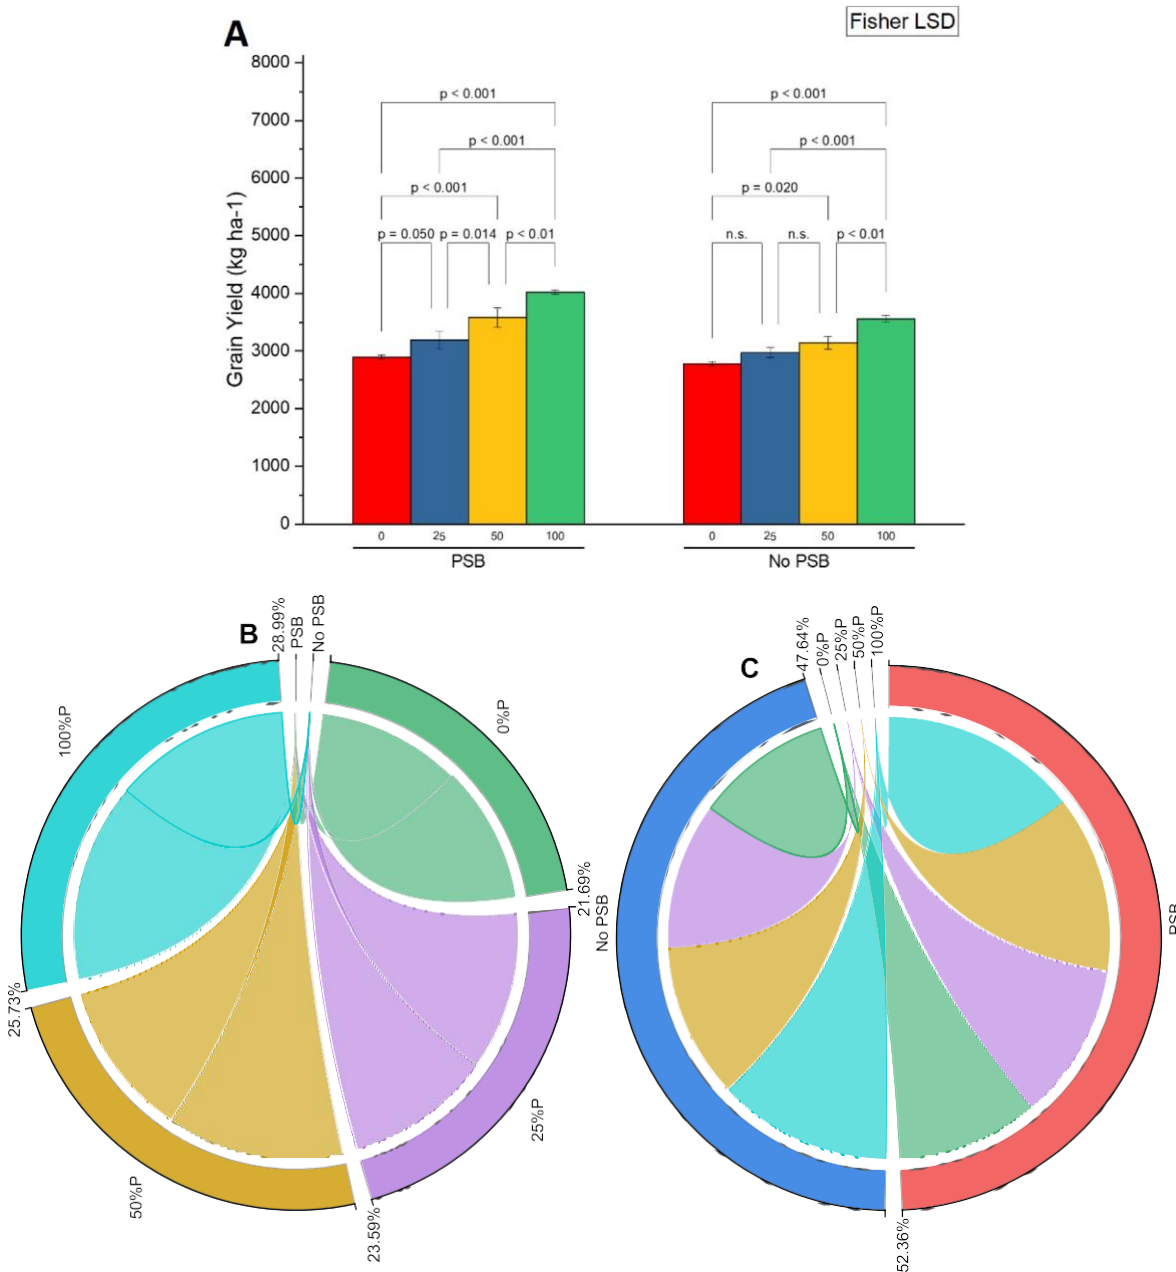 A
Fisher LSD
8000
7000
6000
5000
4000
3000
2000
1000
0
Grain Yield (kg ha-1)
p < 0.001
p < 0.001
p < 0.001
p = 0.050
p = 0.014
p < 0.01
p < 0.001
p < 0.001
p = 0.020
n.s.
n.s.
p < 0.01
0
25
50
100
PSB
0
25
50
100
No PSB
B
28.99%
PSB
No PSB
0%P
21.69%
25%P
23.59%
50%P
25.73%
100%P
C
47.64%
0%P
25%P
50%P
100%P
PSB
52.36%
No PSB